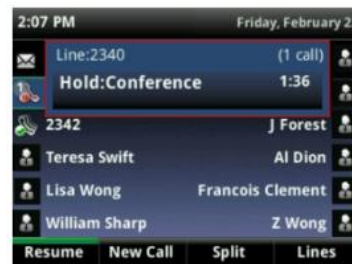 2:07 PM Friday, February 2
Line:2340 (1 call)
Hold:Conference 1:36
2342 J Forest
Teresa Swift Al Dion
Lisa Wong Francois Clement
William Sharp Z Wong
Resume New Call Split Lines